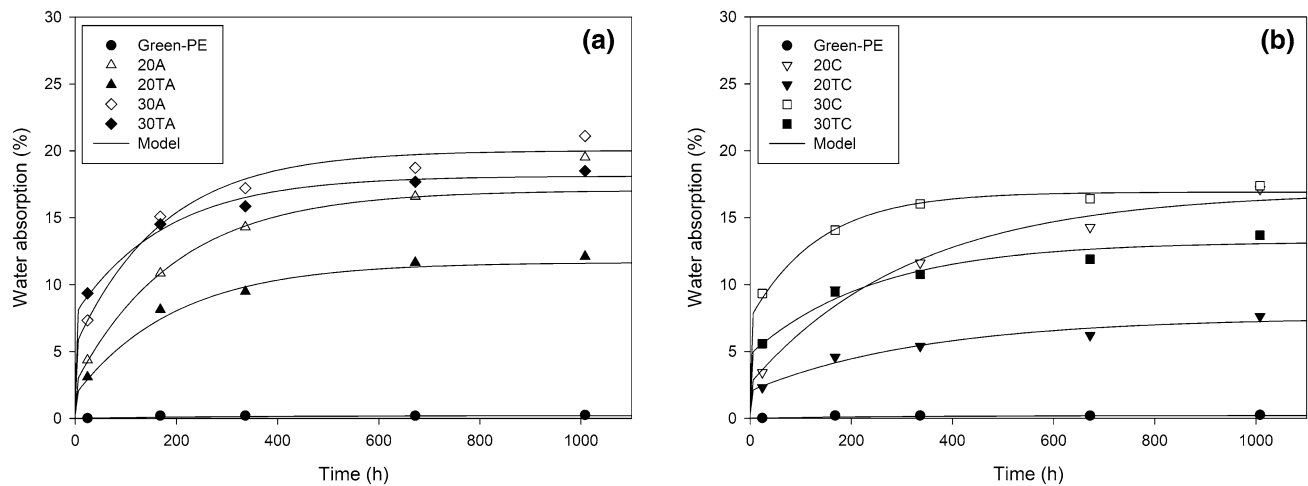 (a)
Green-PE
20A
20TA
30A
30TA
Model
Water absorption (%)
30
25
20
15
10
5
0
0 200 400 600 800 1000
Time (h)
(b)
Green-PE
20C
20TC
30C
30TC
Model
Water absorption (%)
30
25
20
15
10
5
0
0 200 400 600 800 1000
Time (h)